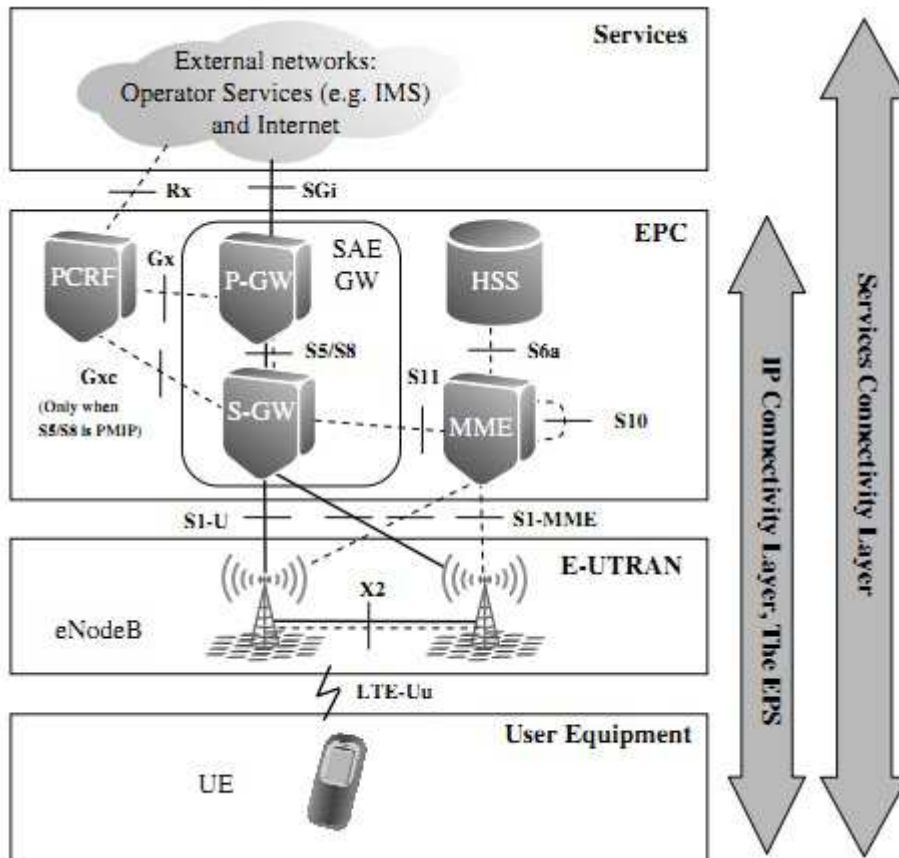 Services
External networks:
Operator Services (e.g. IMS)
and Internet
Rx
SGi
EPC
SAE
GW
PCRF
Gx
P-GW
HSS
S5/S8
S6a
Gxc
(Only when
S5/S8 is PMIP)
S-GW
S11
MME
S10
S1-U
S1-MME
E-UTRAN
X2
eNodeB
LTE-Uu
User Equipment
UE
IP Connectivity Layer, The EPS
Services Connectivity Layer